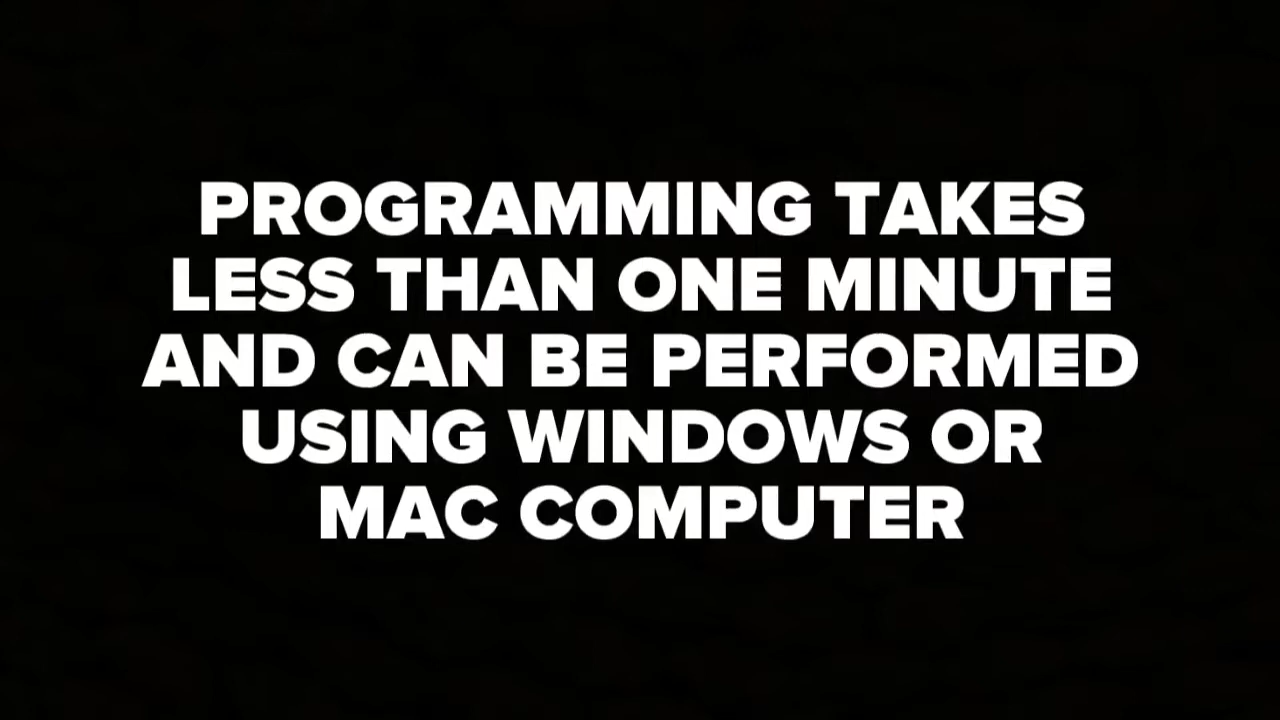 PROGRAMMING TAKES
LESS THAN ONE MINUTE
AND CAN BE PERFORMED
USING WINDOWS OR
MAC COMPUTER